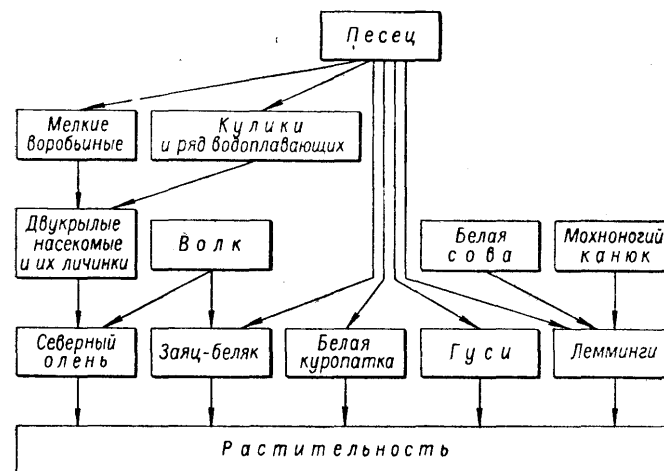 Песец
Мелкие
воробьиные
Кулики
и ряд водоплавающих
Двукрылые
насекомые
и их личинки
Волк
Белая
сова
Мохноногий
канюк
Северный
олень
Заяц-беляк
Белая
куропатка
Гуси
Лемминги
Растительность